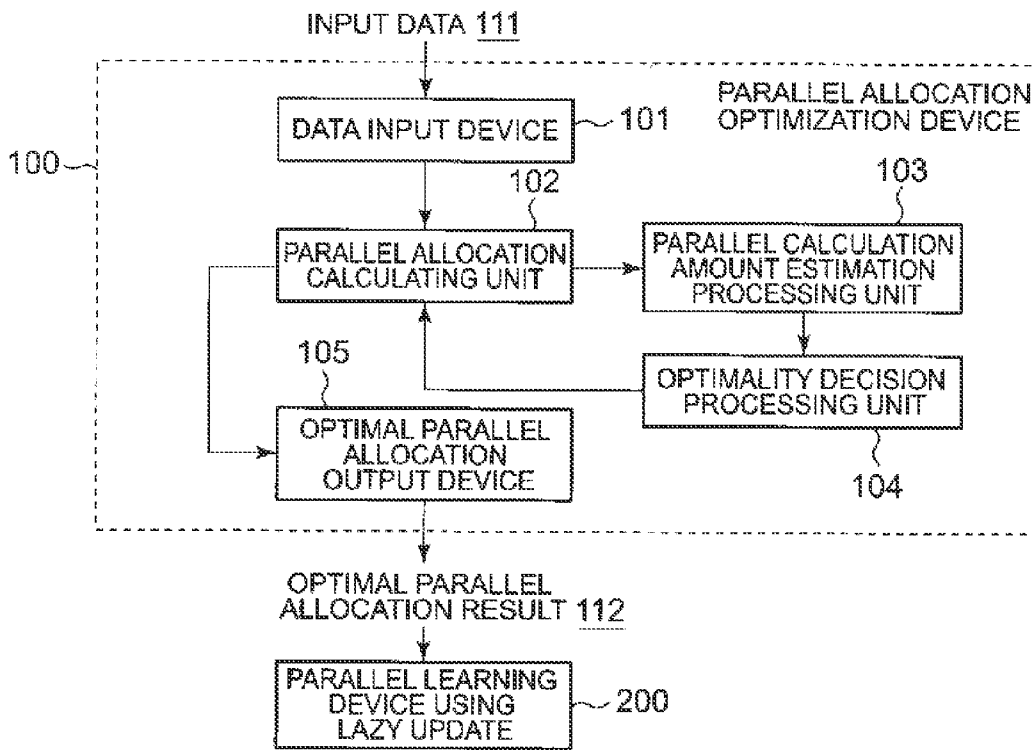 INPUT DATA 111
PARALLEL ALLOCATION
OPTIMIZATION DEVICE
DATA INPUT DEVICE
101
100
102
PARALLEL ALLOCATION
CALCULATING UNIT
103
PARALLEL CALCULATION
AMOUNT ESTIMATION
PROCESSING UNIT
OPTIMALITY DECISION
PROCESSING UNIT
104
105
OPTIMAL PARALLEL
ALLOCATION
OUTPUT DEVICE
OPTIMAL PARALLEL
ALLOCATION RESULT 112
PARALLEL LEARNING
DEVICE USING
LAZY UPDATE
200